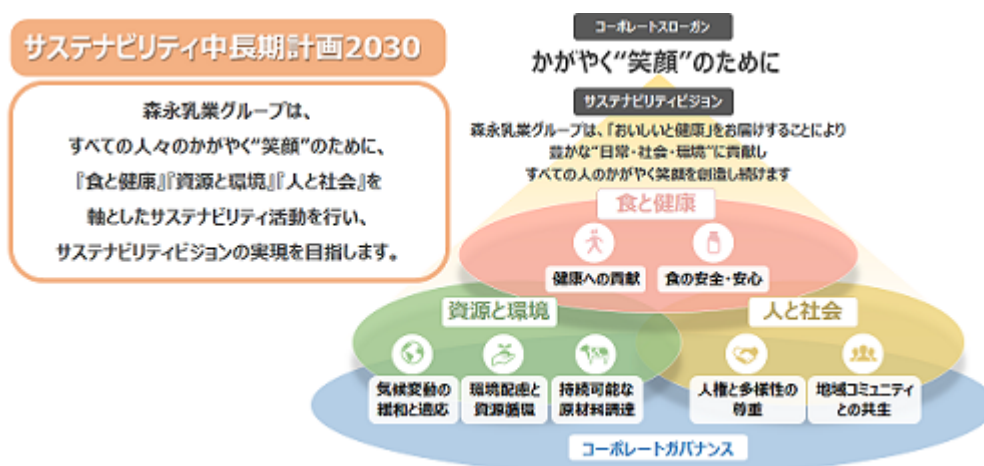 サステナビリティ中長期計画2030
森永乳業グループは、
すべての人々のかがやく“笑顔”のために、
『食と健康』『資源と環境』『人と社会』を
軸としたサステナビリティ活動を行い、
サステナビリティビジョンの実現を目指します。
コーポレートスローガン
かがやく“笑顔”のために
サステナビリティビジョン
森永乳業グループは、「おいしいと健康」をお届けすることにより
豊かな“日常・社会・環境”に貢献し
すべての人のかがやく笑顔を創造し続けます
食と健康
健康への貢献
食の安全・安心
資源と環境
気候変動の
緩和と適応
環境配慮と
資源循環
持続可能な
原材料調達
人と社会
人権と多様性の
尊重
地域コミュニティ
との共生
コーポレートガバナンス